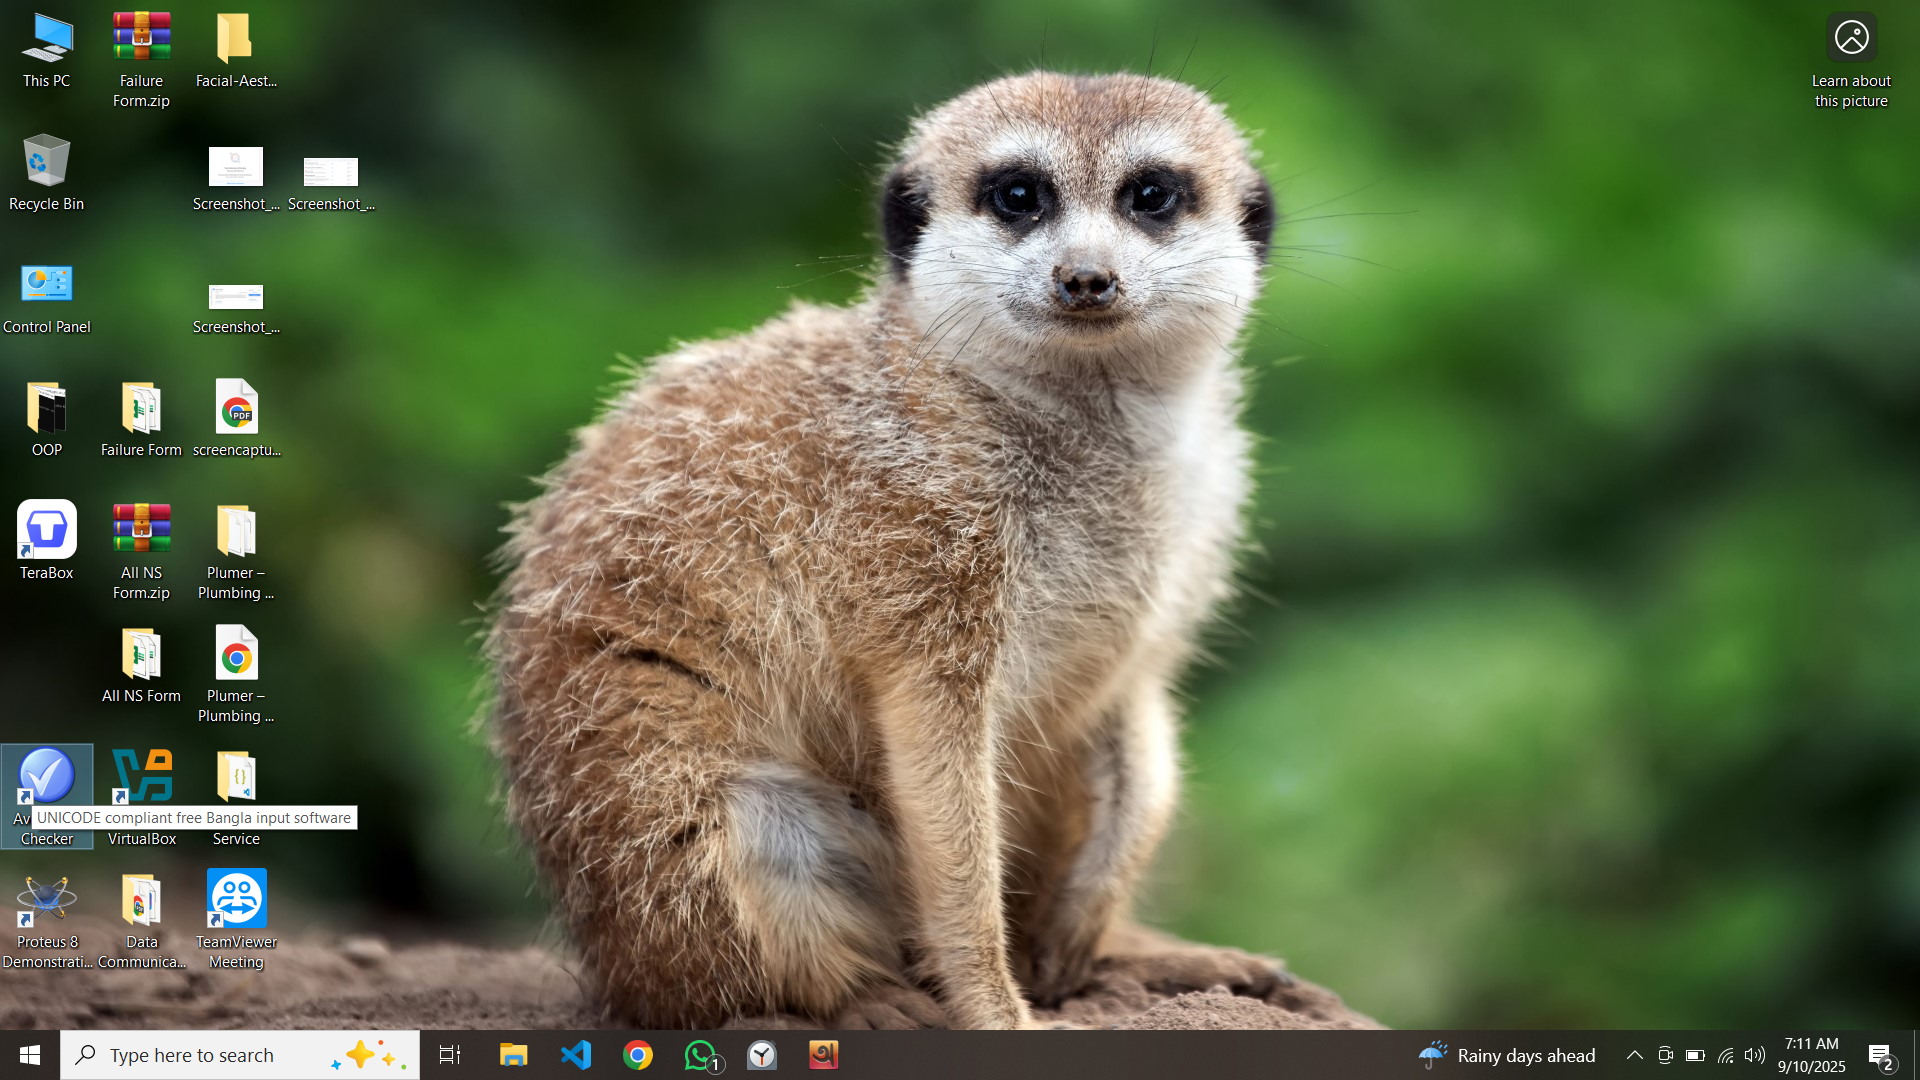 This PC
Failure
Form.zip
Facial-Aest...
Learn about
this picture
Recycle Bin
Screenshot_...
Screenshot_...
Control Panel
Screenshot_...
OOP
Failure Form
screencaptu...
PDF
TeraBox
All NS
Form.zip
Plumer –
Plumbing ...
All NS Form
Plumer –
Plumbing ...
Av
UNICODE compliant free Bangla input software
Checker
VirtualBox
Service
Proteus 8
Demonstrati...
Data
Communica...
TeamViewer
Meeting
Type here to search
1
অ
Rainy days ahead
7:11 AM
9/10/2025
2